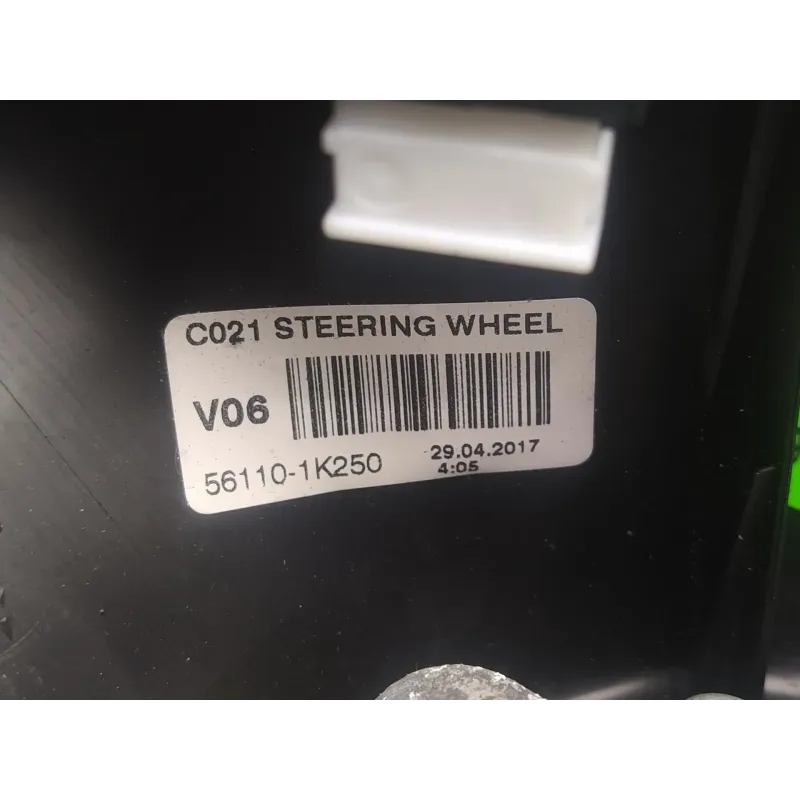 C021 STEERING WHEEL
V06
56110-1K250
29.04.2017
4:05